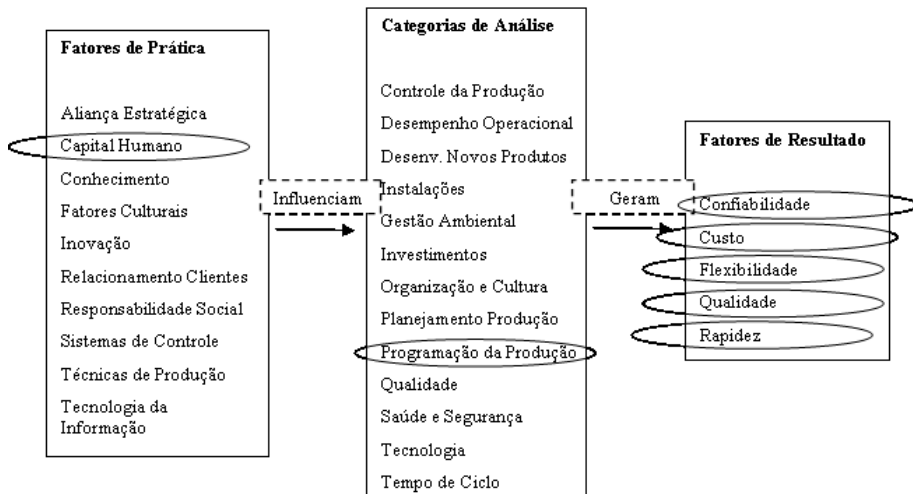 Fatores de Prática
Aliança Estratégica
Capital Humano
Conhecimento
Fatores Culturais
Inovação
Relacionamento Clientes
Responsabilidade Social
Sistemas de Controle
Técnicas de Produção
Tecnologia da
Informação
Influenciam
Categorias de Análise
Controle da Produção
Desempenho Operacional
Desenv. Novos Produtos
Instalações
Gestão Ambiental
Investimentos
Organização e Cultura
Planejamento Produção
Programação da Produção
Qualidade
Saúde e Segurança
Tecnologia
Tempo de Ciclo
Geram
Fatores de Resultado
Confiabilidade
Custo
Flexibilidade
Qualidade
Rapidez